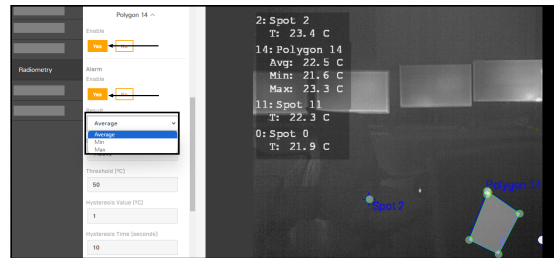 Polygon 14
Enable
Yes
No
Radiometry
Alarm
Enable
Yes
No
Result
Average
Average
Min
Max
Threshold (ºC)
50
Hysteresis Value (ºC)
1
Hysteresis Time (seconds)
10
2: Spot 2
T: 23.4 C
14: Polygon 14
Avg: 22.5 C
Min: 21.6 C
Max: 23.3 C
11: Spot 11
T: 22.3 C
0: Spot 0
T: 21.9 C
Polygon 14
Spot 2